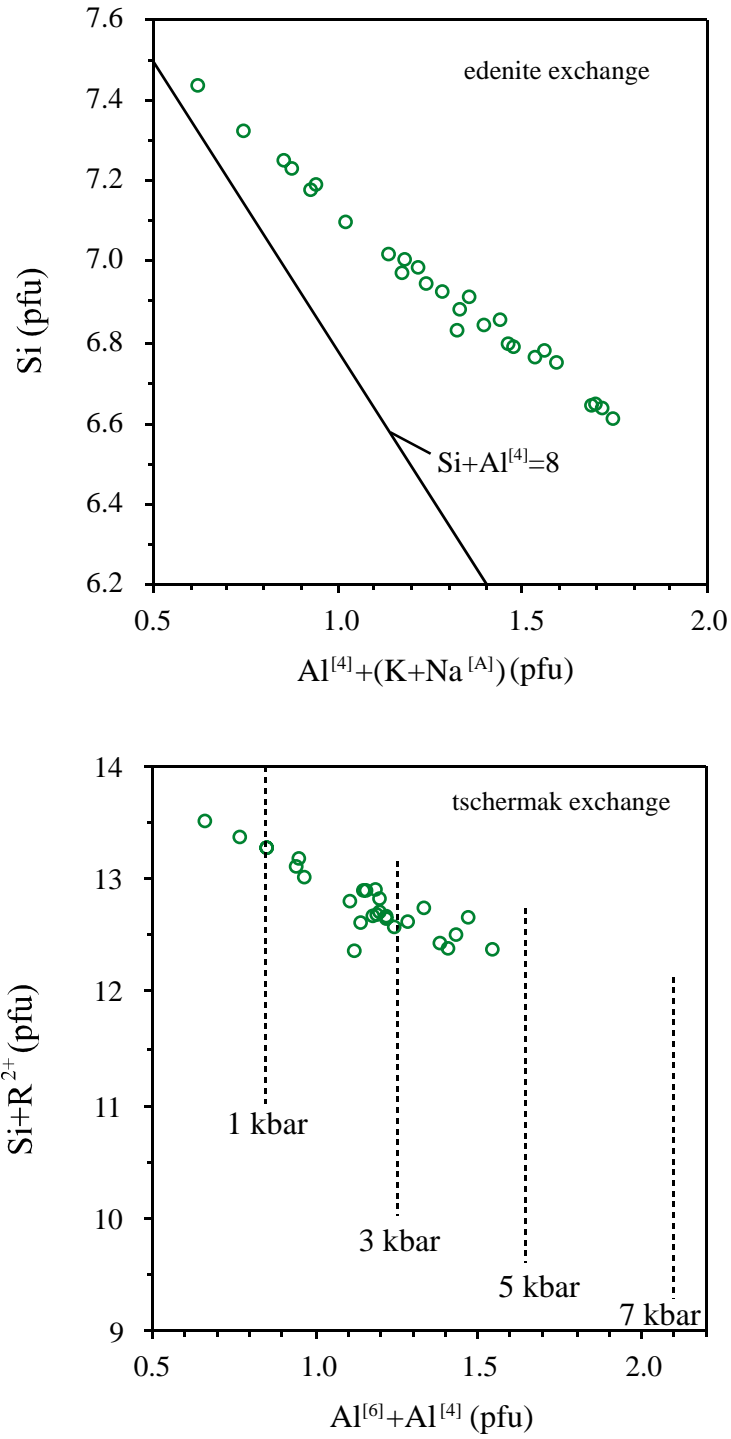 7.6
edenite exchange
7.4
7.2
7.0
6.8
6.6
6.4
6.2
Si (pfu)
Si+Al[4]=8
0.5 1.0 1.5 2.0
Al[4]+(K+Na[A]) (pfu)
14
tschermak exchange
13
12
11
10
9
Si+R2+ (pfu)
1 kbar
3 kbar
5 kbar
7 kbar
0.5 1.0 1.5 2.0
Al[6]+Al[4] (pfu)